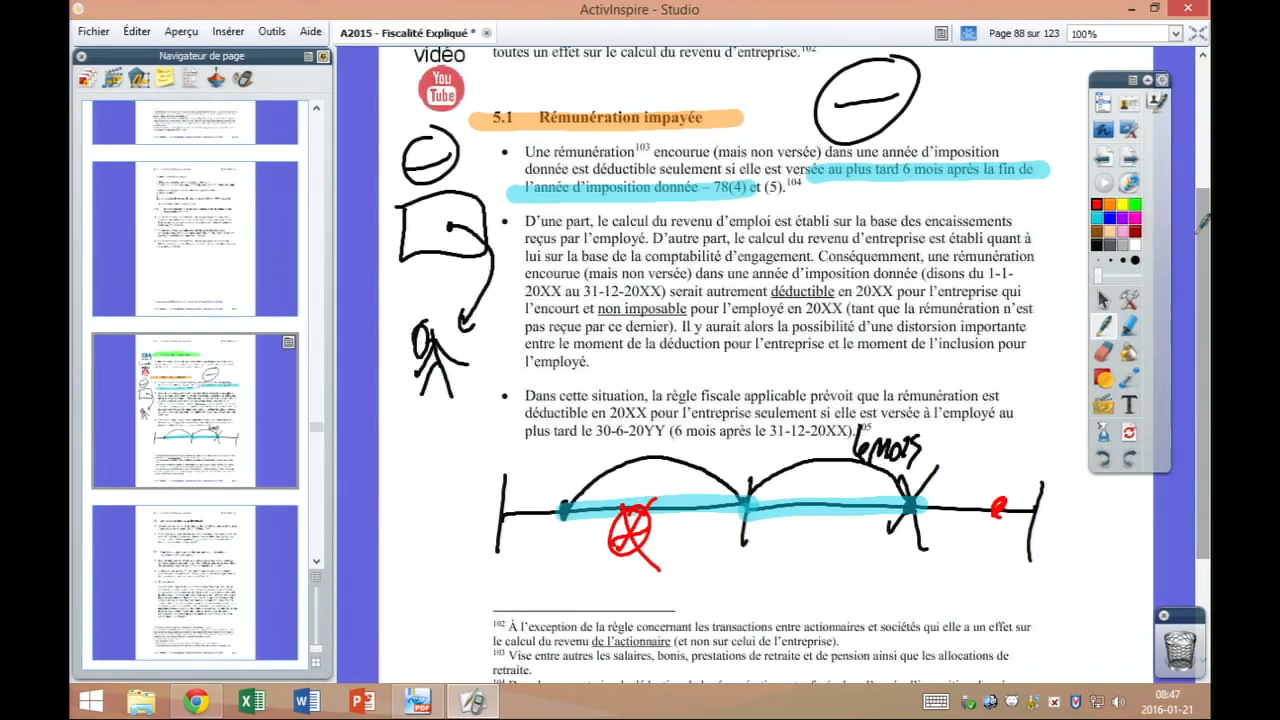 ActivInspire - Studio
Fichier Éditer Aperçu Insérer Outils Aide
A2015 - Fiscalité Expliqué *
Page 88 sur 123
100%
Navigateur de page
toutes un effet sur le calcul du revenu d'entreprise.102
vidéo
You
Tube
5.1 Rémunération impayée
• Une rémunération103 encourue (mais non versée) dans une année d'imposition
donnée est déductible seulement si elle est versée au plus tard 6 mois après la fin de
l'année d'imposition donnée – 78(4) et (5).104
• D'une part, le calcul du revenu d'emploi est établi sur la base des encaissements
reçus par l'employé. D'autre part, le calcul du revenu d'entreprise est établi quant à
lui sur la base de la comptabilité d'engagement. Conséquemment, une rémunération
encourue (mais non versée) dans une année d'imposition donnée (disons du 1-1-
20XX au 31-12-20XX) serait autrement déductible en 20XX pour l'entreprise qui
l'encourt et non imposable pour l'employé en 20XX (tant que la rémunération n'est
pas reçue par ce dernier). Il y aurait alors la possibilité d'une distorsion importante
entre le moment de la déduction pour l'entreprise et le moment de l'inclusion pour
l'employé.
• Dans cette optique, la règle fiscale applicable prévoit que la rémunération est
déductible en 20XX pour l'entreprise seulement si elle est versée à l'employé au
plus tard le 30-6-20YY (6 mois après le 31-12-20XX).
6 mois
102 À l'exception de la règle concernant les transactions entre actionnaire et société qui elle a un effet sur
le calcul du revenu de l'actionnaire (et non celui de l'entreprise).
103 Vise entre autres les salaires, bonis, prestations de retraite et de pension ainsi que les allocations de
retraite.
08:47
2016-01-21